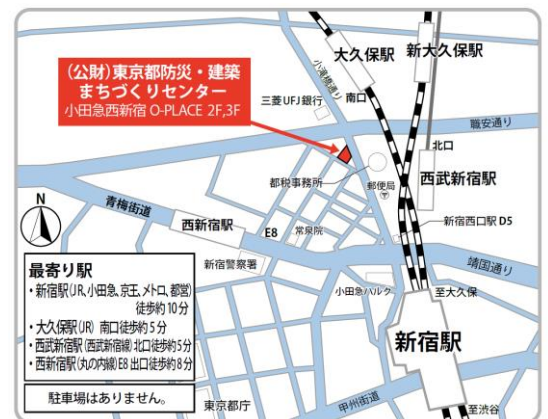 (公財)東京都防災・建築
まちづくりセンター
小田急西新宿 O-PLACE 2F,3F
大久保駅
新大久保駅
小滝橋通り
三菱UFJ銀行
南口
職安通り
北口
都税事務所
郵便局
西武新宿駅
N
青梅街道
西新宿駅
E8
常泉院
新宿西口駅 D5
新宿警察署
靖国通り
小田急ハルク
至大久保
新宿駅
最寄り駅
・新宿駅(JR、小田急、京王、メトロ、都営)
徒歩約10分
・大久保駅(JR) 南口徒歩約5分
・西武新宿駅(西武新宿線)北口徒歩約5分
・西新宿駅(丸の内線)E8出口徒歩約8分
駐車場はありません。
東京都庁
甲州街道
至渋谷